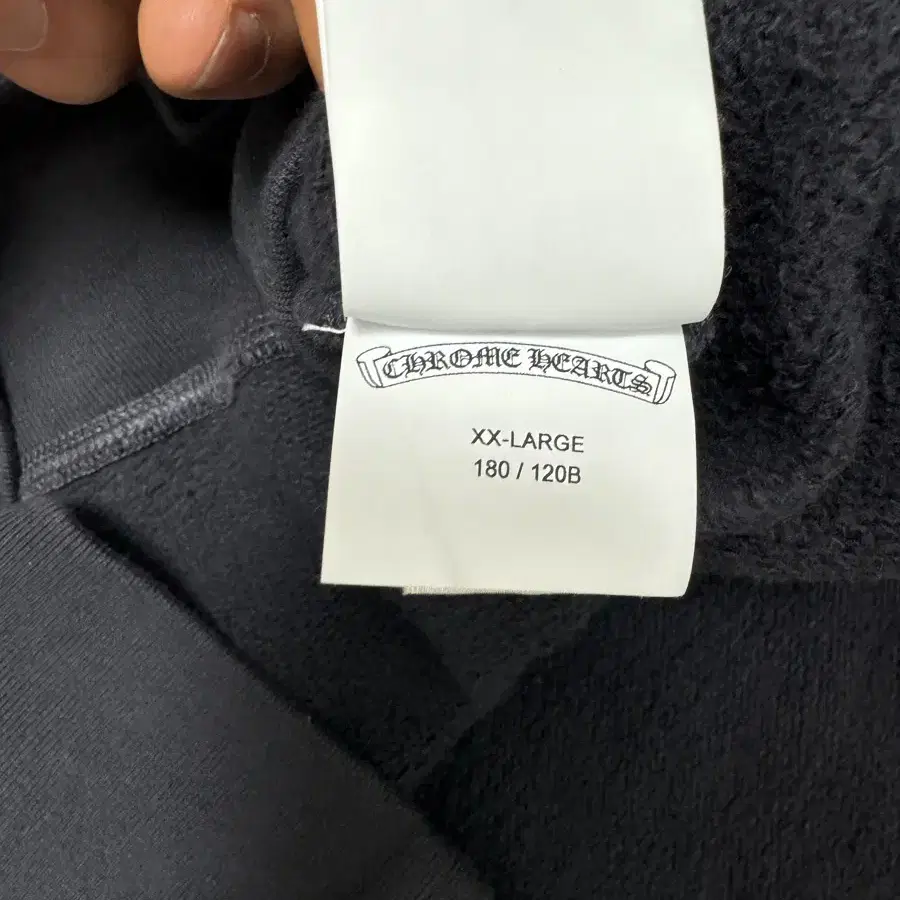 CHROME HEARTS
XX-LARGE
180 / 120B